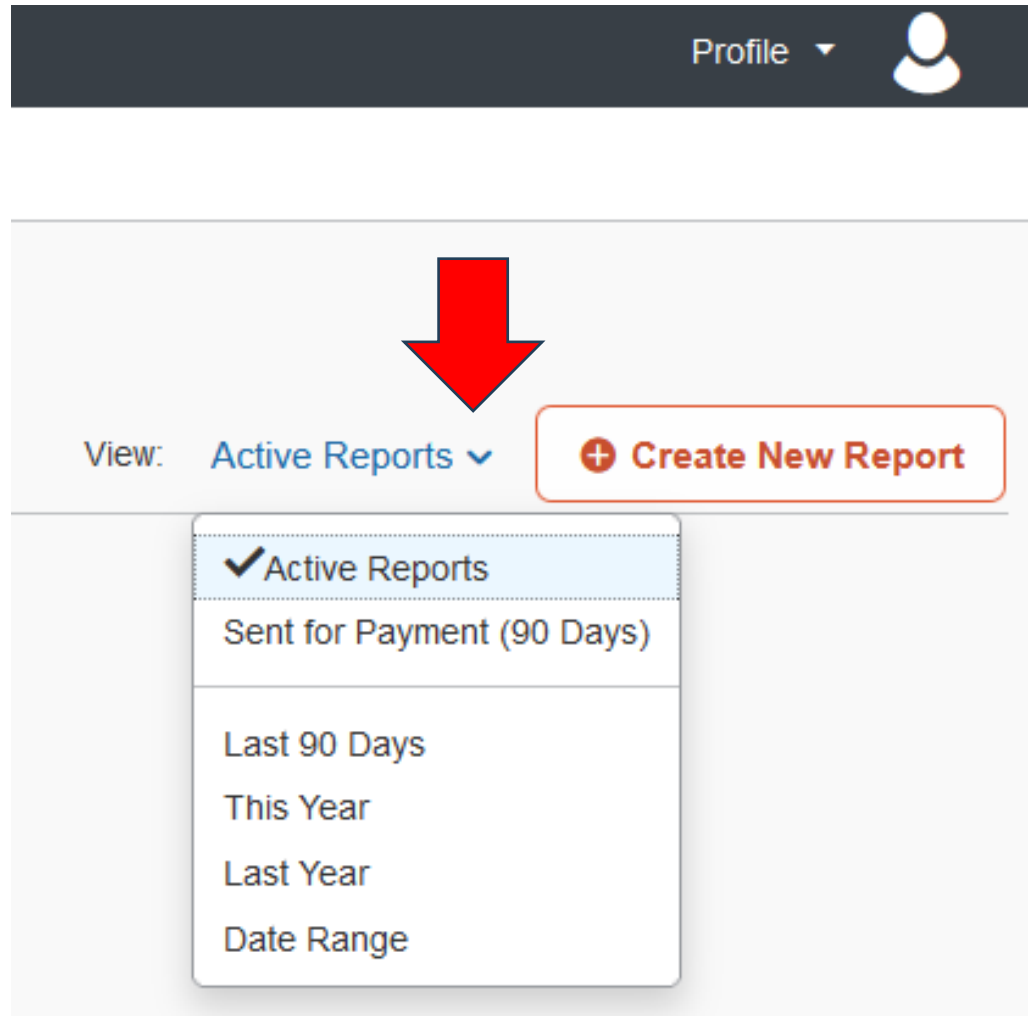 Profile
View: Active Reports Create New Report
Active Reports
Sent for Payment (90 Days)
Last 90 Days
This Year
Last Year
Date Range